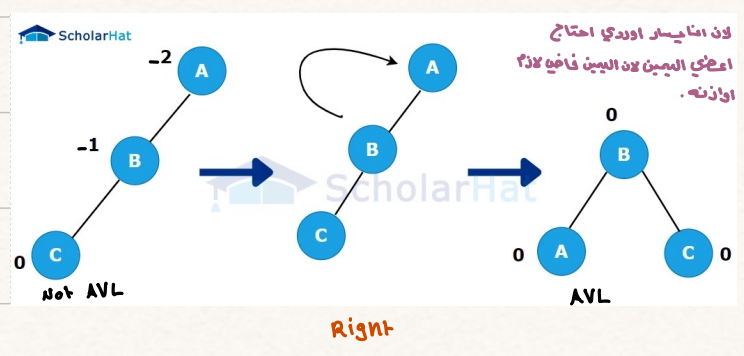 ScholarHat
لان انا يسار اوردي احتاج
اعطي اليمين لان اليمين فاضي لازم
اوازنه.
-2
A
-1
B
0
C
Not AVL
A
B
C
0
B
0
A
C
0
AVL
ScholarHat
Right